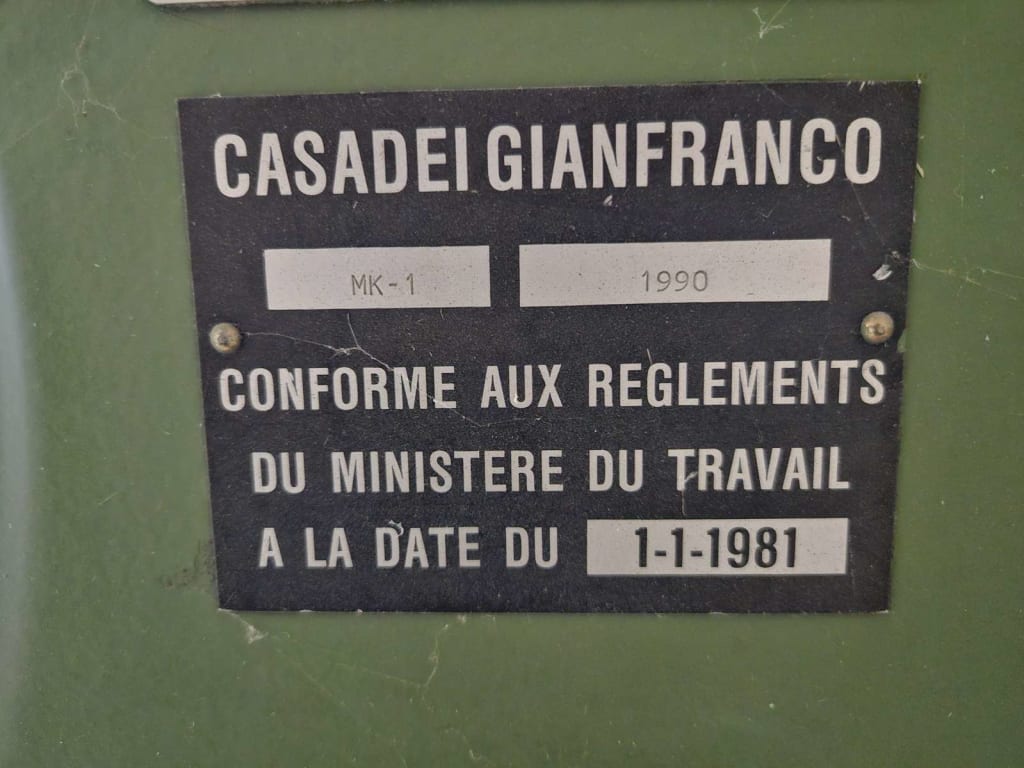 CASADEI GIANFRANCO
MK-1 1990
CONFORME AUX REGLEMENTS
DU MINISTERE DU TRAVAIL
A LA DATE DU 1-1-1981